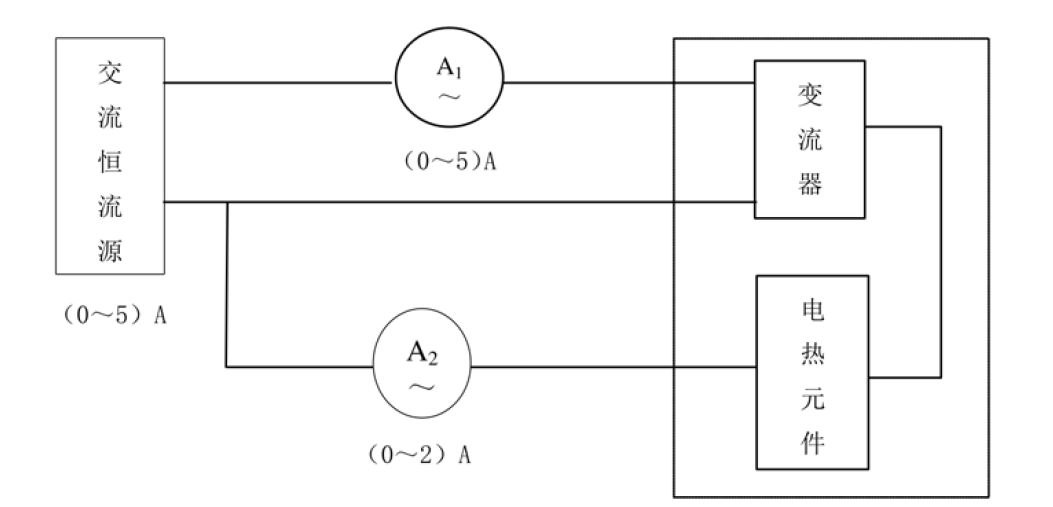 交流恒流源
(0～5) A
A₁
～
(0～5)A
A₂
～
(0～2) A
变流器
电热元件